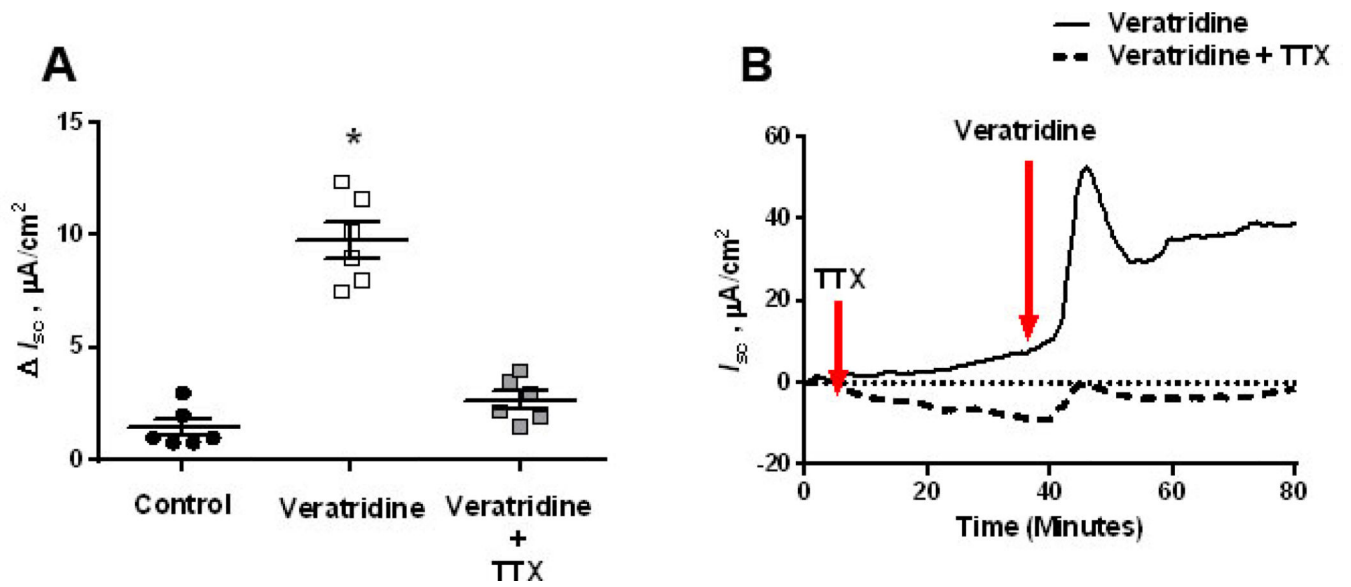 A
15
10
5
0
Δ Isc , µA/cm2
*
Control
Veratridine
Veratridine
+
TTX
B
Veratridine
Veratridine + TTX
Veratridine
TTX
60
40
20
0
-20
Isc , µA/cm2
0 20 40 60 80
Time (Minutes)